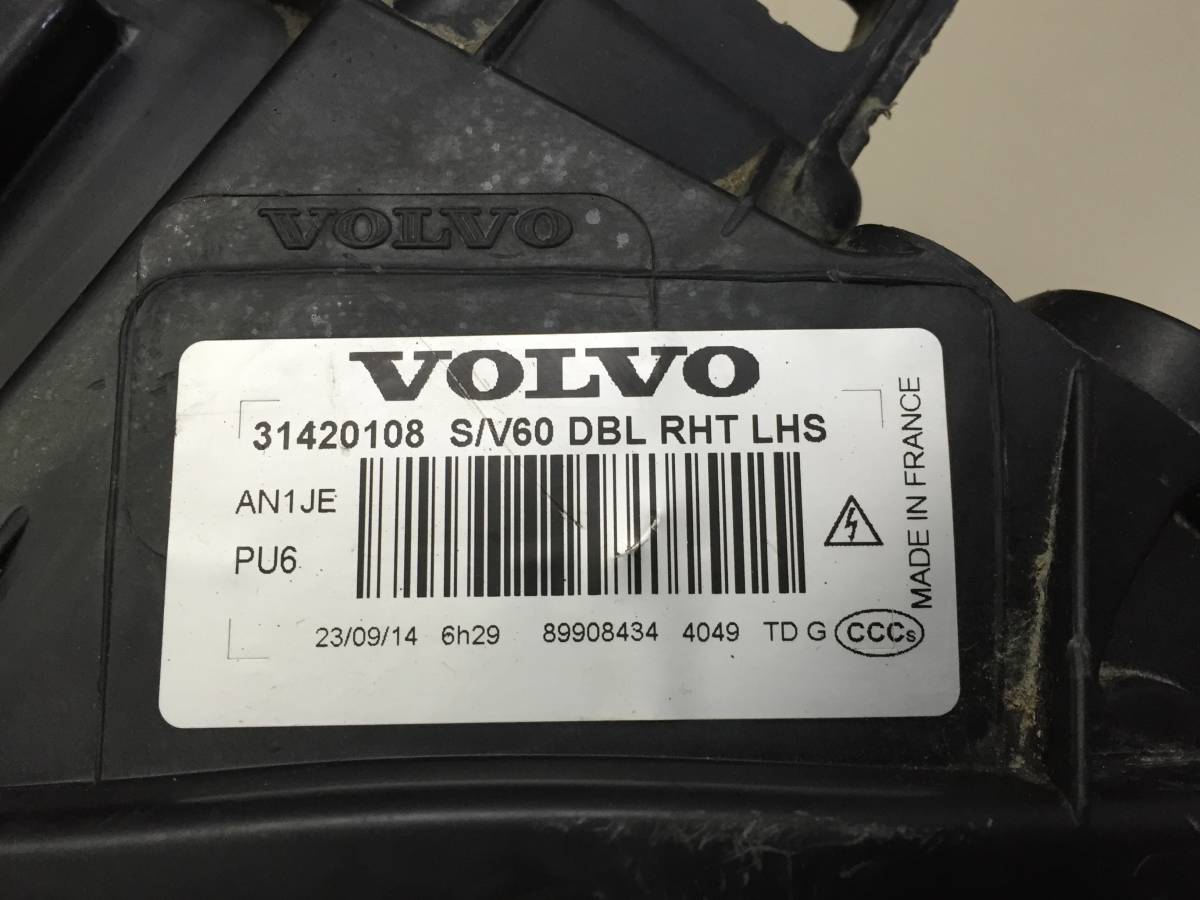 VOLVO
VOLVO
31420108 S/V60 DBL RHT LHS
AN1JE
PU6
23/09/14 6h29 89908434 4049 TD G CCCs
MADE IN FRANCE